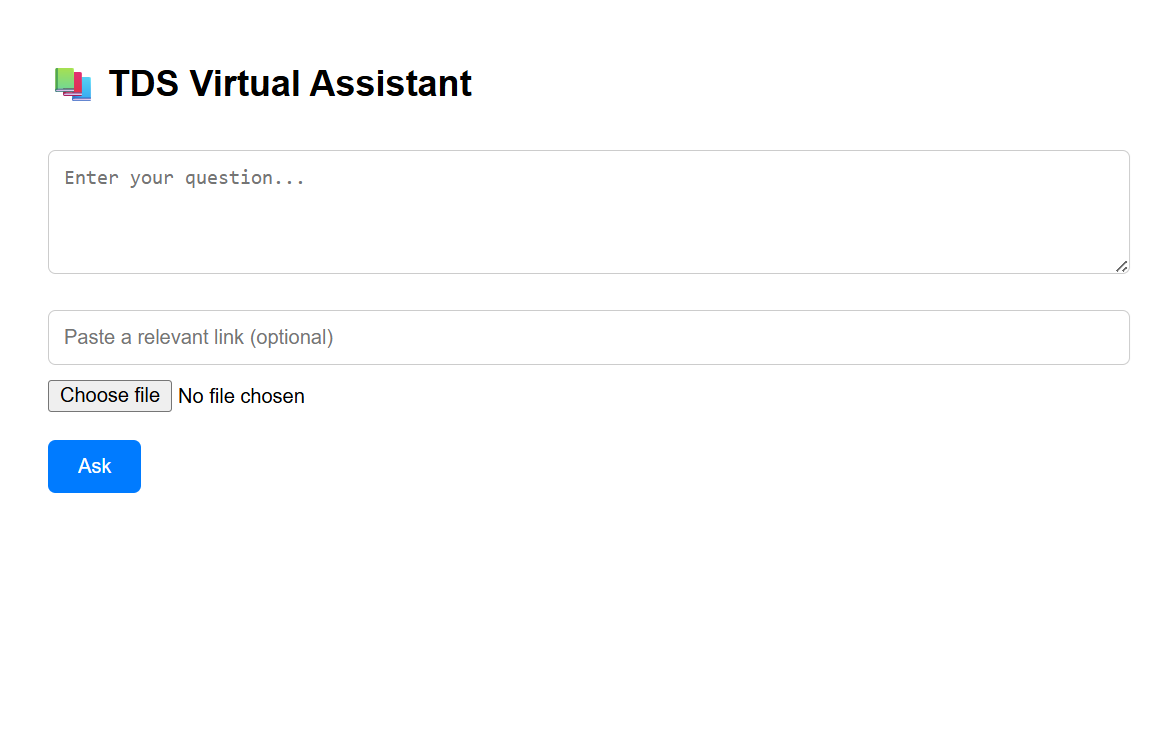 📚 TDS Virtual Assistant
Enter your question...
Paste a relevant link (optional)
Choose file No file chosen
Ask